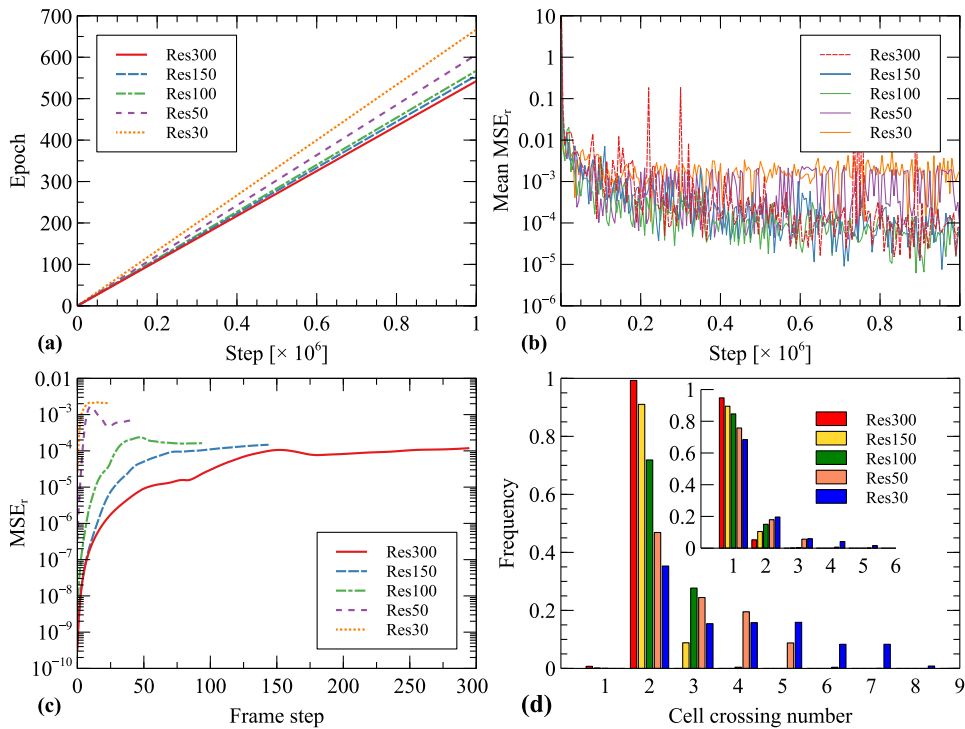 700
600
500
400
300
200
100
0
Epoch
Res300
Res150
Res100
Res50
Res30
0
0.2
0.4
0.6
0.8
1
Step [× 10⁶]
(a)
10
1
0.1
0.01
10⁻³
10⁻⁴
10⁻⁵
10⁻⁶
Mean MSEᵣ
Res300
Res150
Res100
Res50
Res30
0
0.2
0.4
0.6
0.8
1
Step [× 10⁶]
(b)
0.01
10⁻³
10⁻⁴
10⁻⁵
10⁻⁶
10⁻⁷
10⁻⁸
10⁻⁹
10⁻¹⁰
MSEᵣ
Res300
Res150
Res100
Res50
Res30
0
50
100
150
200
250
300
Frame step
(c)
1
0.8
0.6
0.4
0.2
0
Frequency
1
0.8
0.6
0.4
0.2
0
1
2
3
4
5
6
Res300
Res150
Res100
Res50
Res30
1
2
3
4
5
6
7
8
9
Cell crossing number
(d)